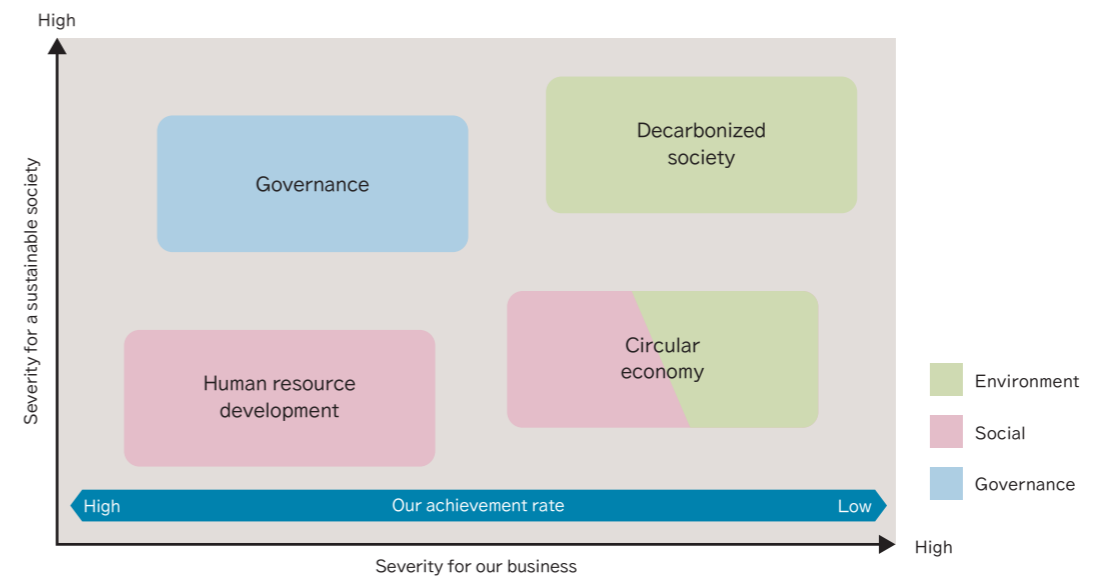 High
Severity for a sustainable society
Decarbonized
society
Governance
Circular
economy
Human resource
development
High
Our achievement rate
Low
Severity for our business
High
Environment
Social
Governance